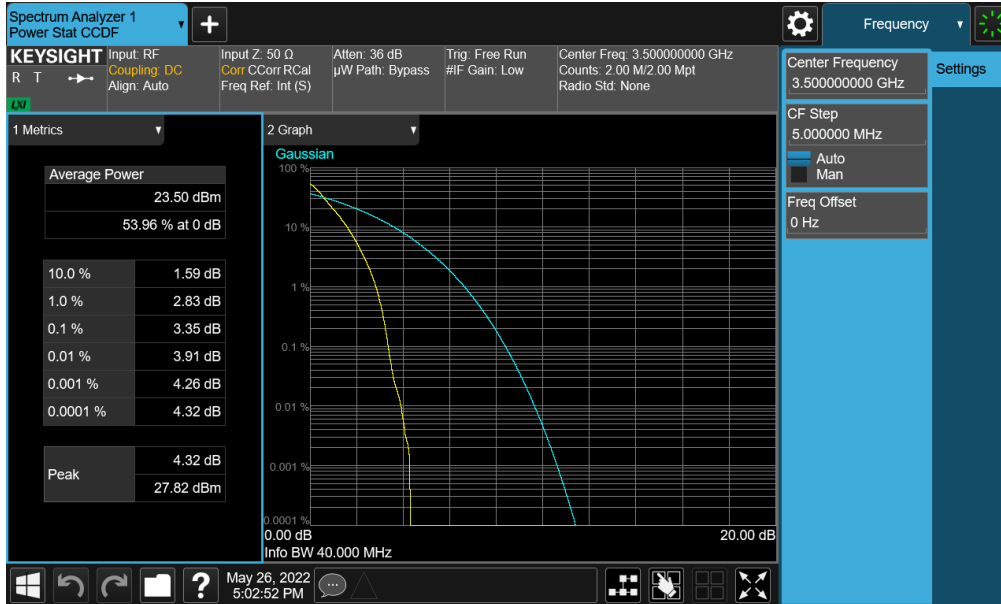 Spectrum Analyzer 1
Power Stat CCDF
Frequency
KEYSIGHT
R T
LXI
Input: RF
Coupling: DC
Align: Auto
Input Z: 50 Ω
Corr CCorr RCal
Freq Ref: Int (S)
Atten: 36 dB
µW Path: Bypass
Trig: Free Run
#IF Gain: Low
Center Freq: 3.500000000 GHz
Counts: 2.00 M/2.00 Mpt
Radio Std: None
Center Frequency
3.500000000 GHz
Settings
CF Step
5.000000 MHz
Auto
Man
Freq Offset
0 Hz
1 Metrics
Average Power
23.50 dBm
53.96 % at 0 dB
10.0 % 1.59 dB
1.0 % 2.83 dB
0.1 % 3.35 dB
0.01 % 3.91 dB
0.001 % 4.26 dB
0.0001 % 4.32 dB
Peak
4.32 dB
27.82 dBm
2 Graph
Gaussian
100 %
10 %
1 %
0.1 %
0.01 %
0.001 %
0.0001 %
0.00 dB 20.00 dB
Info BW 40.000 MHz
?
May 26, 2022
5:02:52 PM